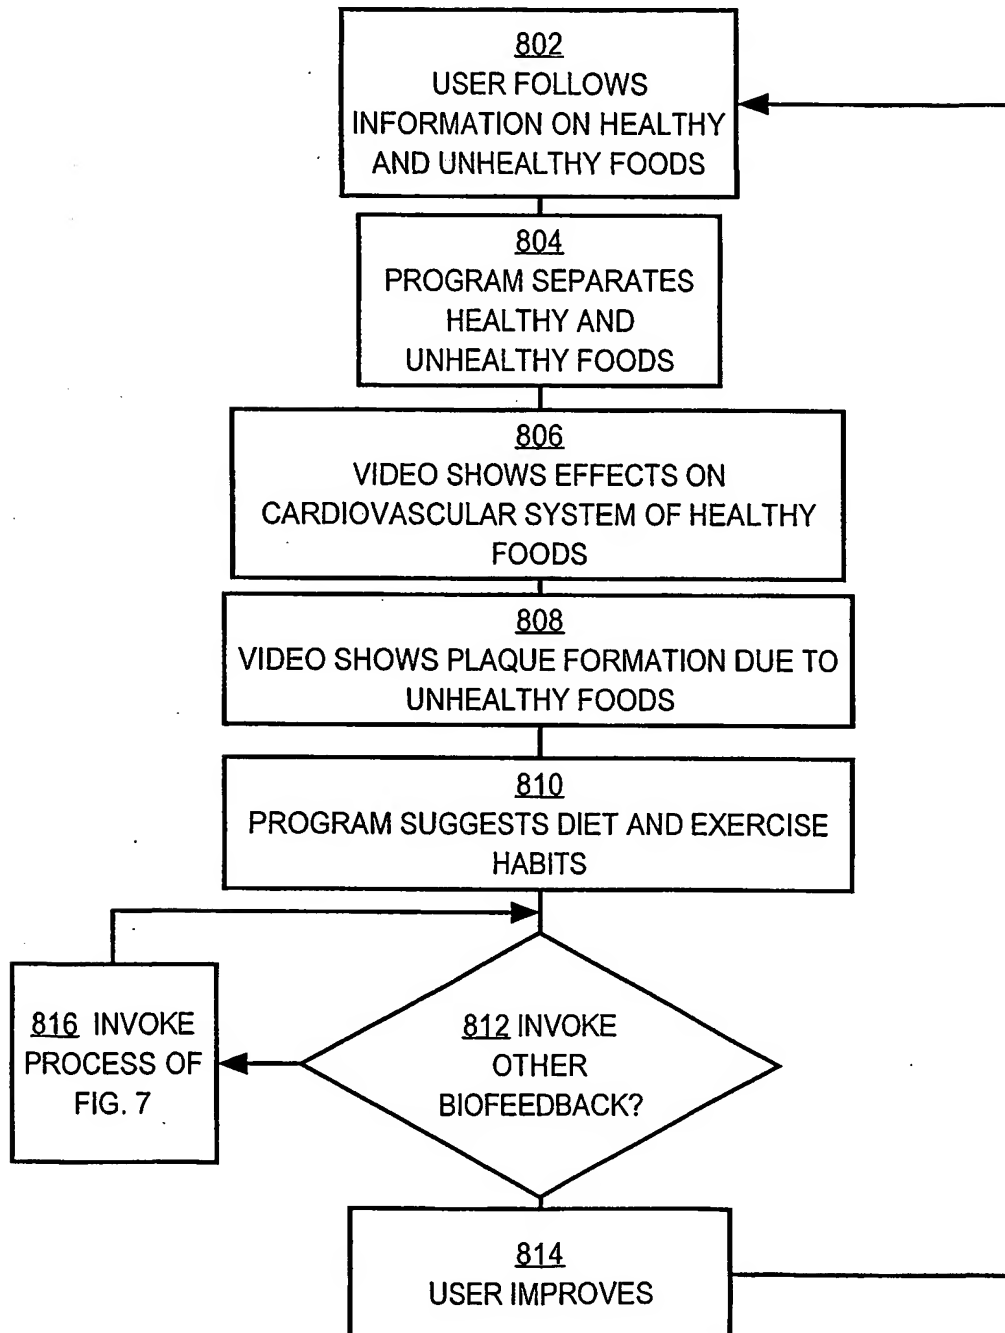 802
USER FOLLOWS
INFORMATION ON HEALTHY
AND UNHEALTHY FOODS
804
PROGRAM SEPARATES
HEALTHY AND
UNHEALTHY FOODS
806
VIDEO SHOWS EFFECTS ON
CARDIOVASCULAR SYSTEM OF HEALTHY
FOODS
808
VIDEO SHOWS PLAQUE FORMATION DUE TO
UNHEALTHY FOODS
810
PROGRAM SUGGESTS DIET AND EXERCISE
HABITS
816 INVOKE
PROCESS OF
FIG. 7
812 INVOKE
OTHER
BIOFEEDBACK?
814
USER IMPROVES